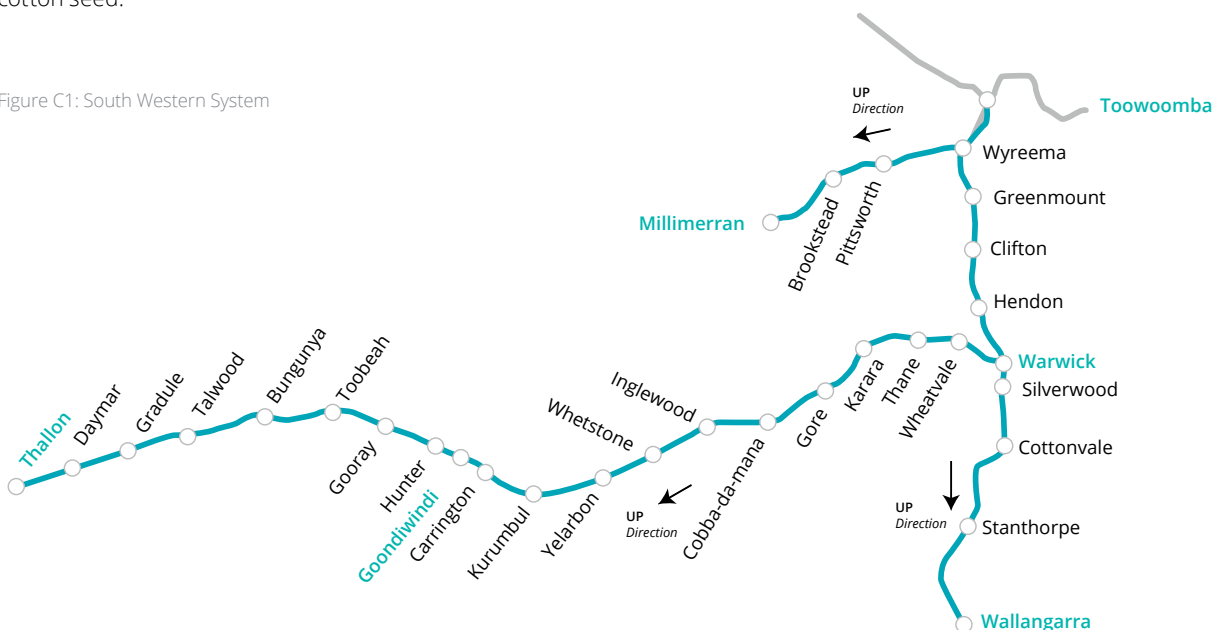 cotton seed.
Figure C1: South Western System
UP
Direction
Toowoomba
Wyreema
Greenmount
Clifton
Hendon
Warwick
Silverwood
Cottonvale
UP
Direction
Stanthorpe
Wallangarra
Millimerran
Brookstead
Pittsworth
Thallon
Daymar
Gradule
Talwood
Bungunya
Toobeah
Gooray
Hunter
Goondiwindi
Carrington
Kurumbul
Yelarbon
Whetstone
Inglewood
UP
Direction
Cobba-da-mana
Gore
Karara
Thane
Wheatvale